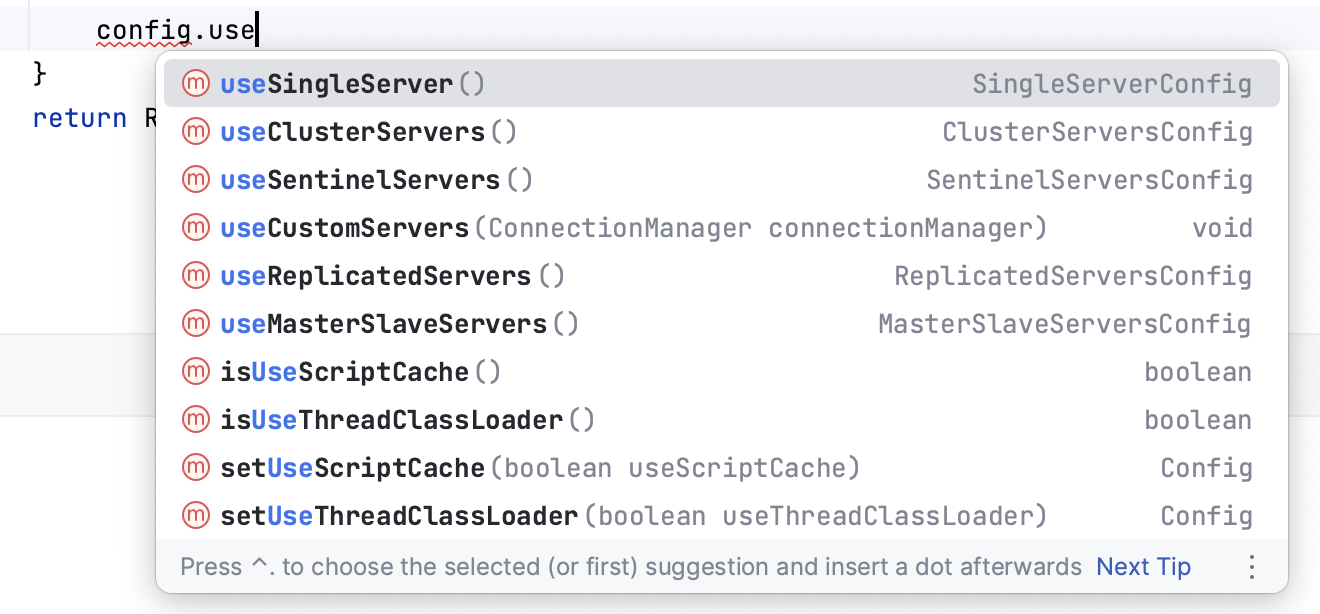 config.use
}
return R
m useSingleServer() SingleServerConfig
m useClusterServers() ClusterServersConfig
m useSentinelServers() SentinelServersConfig
m useCustomServers(ConnectionManager connectionManager) void
m useReplicatedServers() ReplicatedServersConfig
m useMasterSlaveServers() MasterSlaveServersConfig
m isUseScriptCache() boolean
m isUseThreadClassLoader() boolean
m setUseScriptCache(boolean useScriptCache) Config
m setUseThreadClassLoader(boolean useThreadClassLoader) Config
Press ^. to choose the selected (or first) suggestion and insert a dot afterwards Next Tip